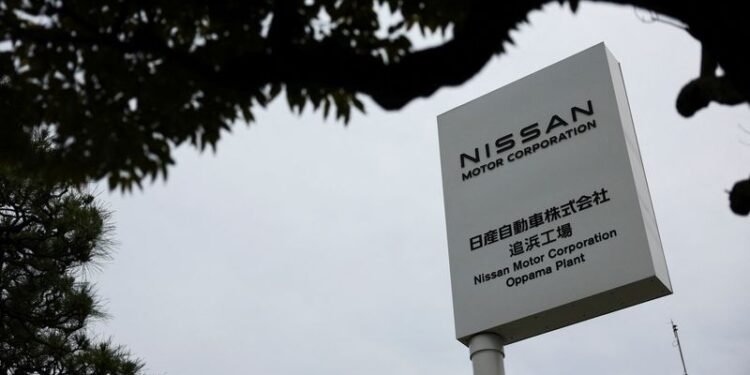 NISSAN
MOTOR CORPORATION
日産自動車株式会社
追浜工場
Nissan Motor Corporation
Oppama Plant